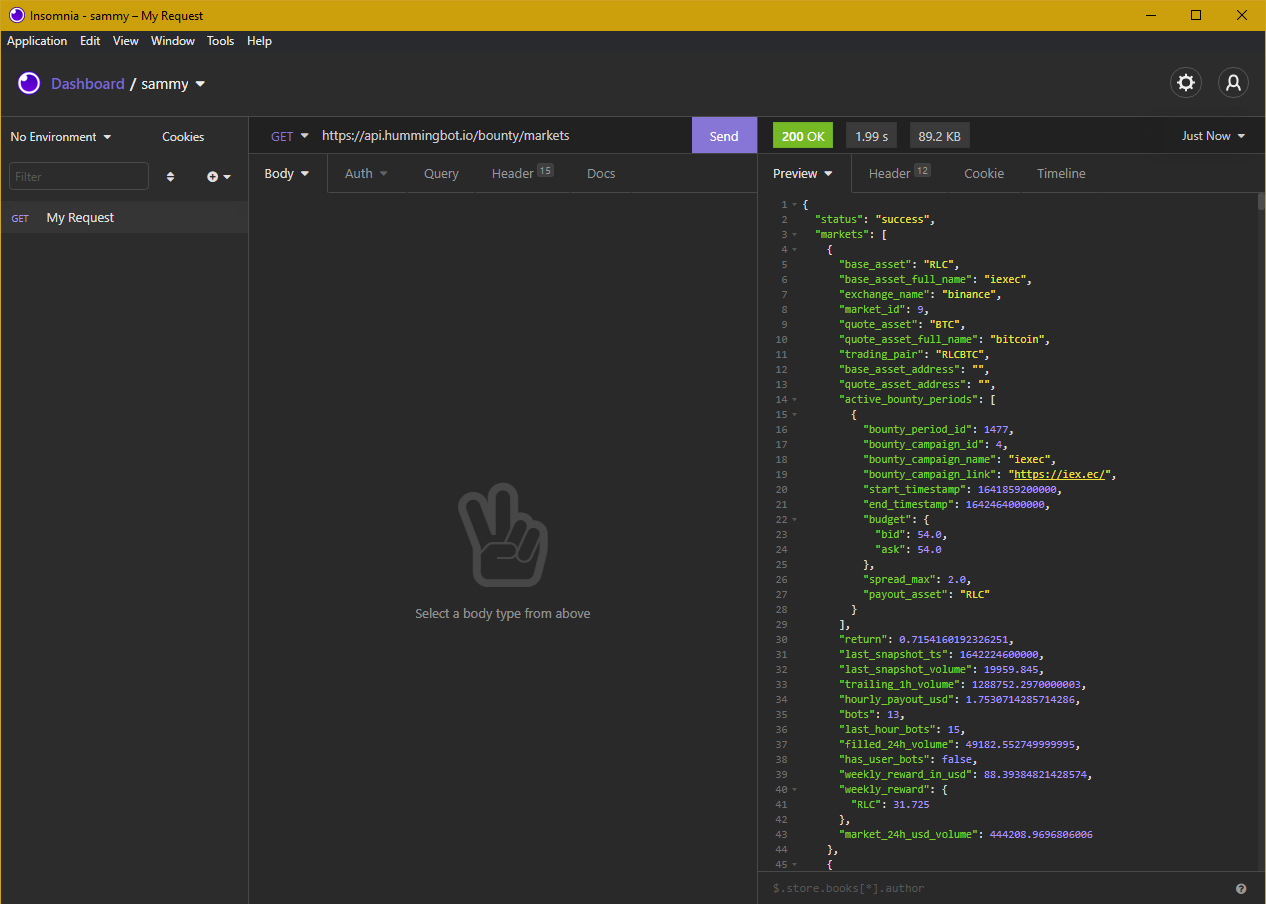 Insomnia - sammy – My Request
Application Edit View Window Tools Help
Dashboard / sammy
No Environment Cookies
GET https://api.hummingbot.io/bounty/markets Send
200 OK 1.99 s 89.2 KB Just Now
Filter
Body Auth Query Header 15 Docs
Preview Header 12 Cookie Timeline
GET My Request
Select a body type from above
1 {
2 "status": "success",
3 "markets": [
4 {
5 "base_asset": "RLC",
6 "base_asset_full_name": "iexec",
7 "exchange_name": "binance",
8 "market_id": 9,
9 "quote_asset": "BTC",
10 "quote_asset_full_name": "bitcoin",
11 "trading_pair": "RLCBTC",
12 "base_asset_address": "",
13 "quote_asset_address": "",
14 "active_bounty_periods": [
15 {
16 "bounty_period_id": 1477,
17 "bounty_campaign_id": 4,
18 "bounty_campaign_name": "iexec",
19 "bounty_campaign_link": "https://iex.ec/",
20 "start_timestamp": 1641859200000,
21 "end_timestamp": 1642464000000,
22 "budget": {
23 "bid": 54.0,
24 "ask": 54.0
25 },
26 "spread_max": 2.0,
27 "payout_asset": "RLC"
28 }
29 ],
30 "return": 0.7154160192326251,
31 "last_snapshot_ts": 1642224600000,
32 "last_snapshot_volume": 19959.845,
33 "trailing_1h_volume": 1288752.2970000003,
34 "hourly_payout_usd": 1.7530714285714286,
35 "bots": 13,
36 "last_hour_bots": 15,
37 "filled_24h_volume": 49182.552749999995,
38 "has_user_bots": false,
39 "weekly_reward_in_usd": 88.39384821428574,
40 "weekly_reward": {
41 "RLC": 31.725
42 },
43 "market_24h_usd_volume": 444208.9696806006
44 },
45 {
$.store.books[*].author